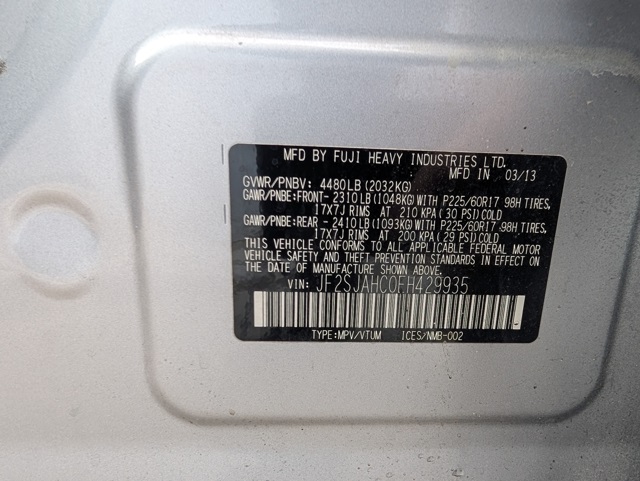 MFD BY FUJI HEAVY INDUSTRIES LTD.
MFD IN 03/13
GVWR/PNBV: 4480LB(2032KG)
GAWR/PNBE:FRONT- 2310LB(1048KG)WITH P225/60R17 98H TIRES,
17X7J RIMS AT 210 KPA(30 PSI)COLD
GAWR/PNBE:REAR - 2410LB(1093KG)WITH P225/60R17 98H TIRES,
17X7J RIMS AT 200 KPA(29 PSI)COLD
THIS VEHICLE CONFORMS TO ALL APPLICABLE FEDERAL MOTOR
VEHICLE SAFETY AND THEFT PREVENTION STANDARDS IN EFFECT
ON THE DATE OF MANUFACTURE SHOWN ABOVE.
VIN: JF2SJAHC0FH429935
TYPE:MPV/VTUM ICES/NMB-002